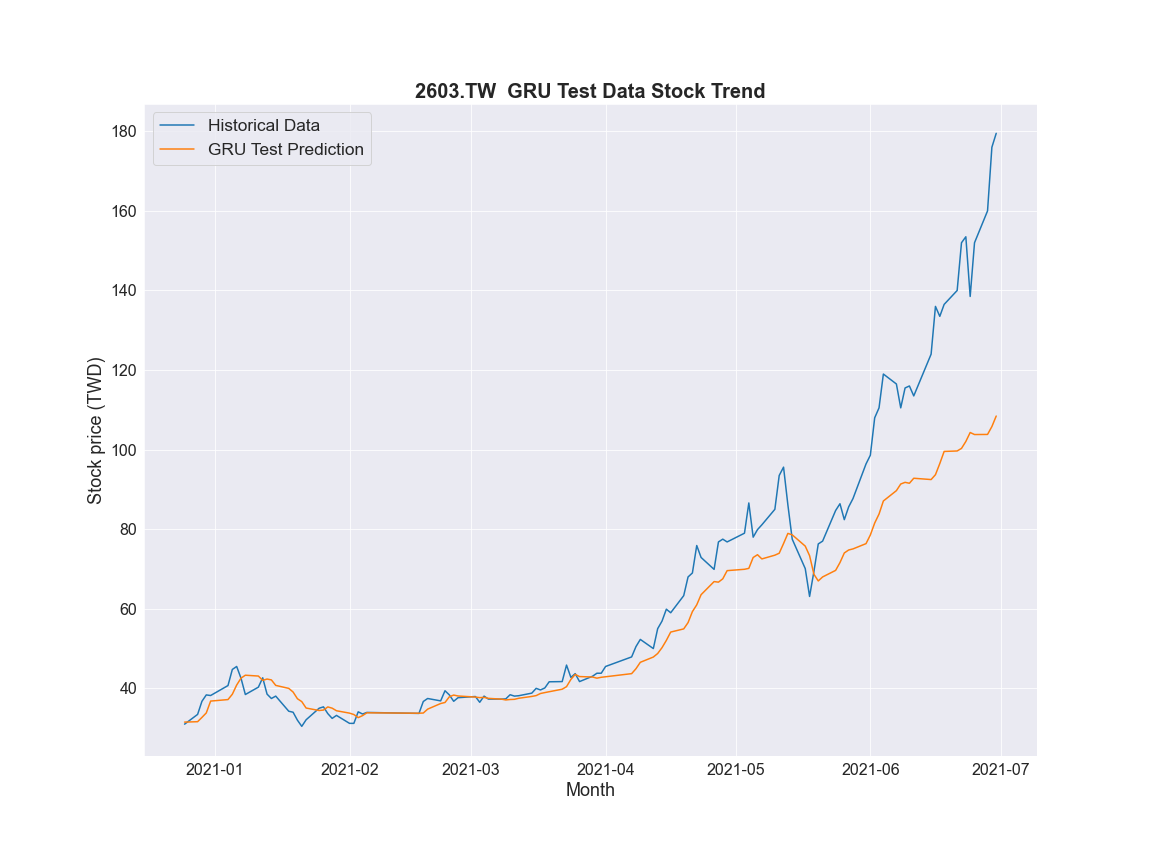 2603.TW  GRU Test Data Stock Trend
Historical Data
GRU Test Prediction
180
160
140
120
100
80
60
40
Stock price (TWD)
2021-01 2021-02 2021-03 2021-04 2021-05 2021-06 2021-07
Month